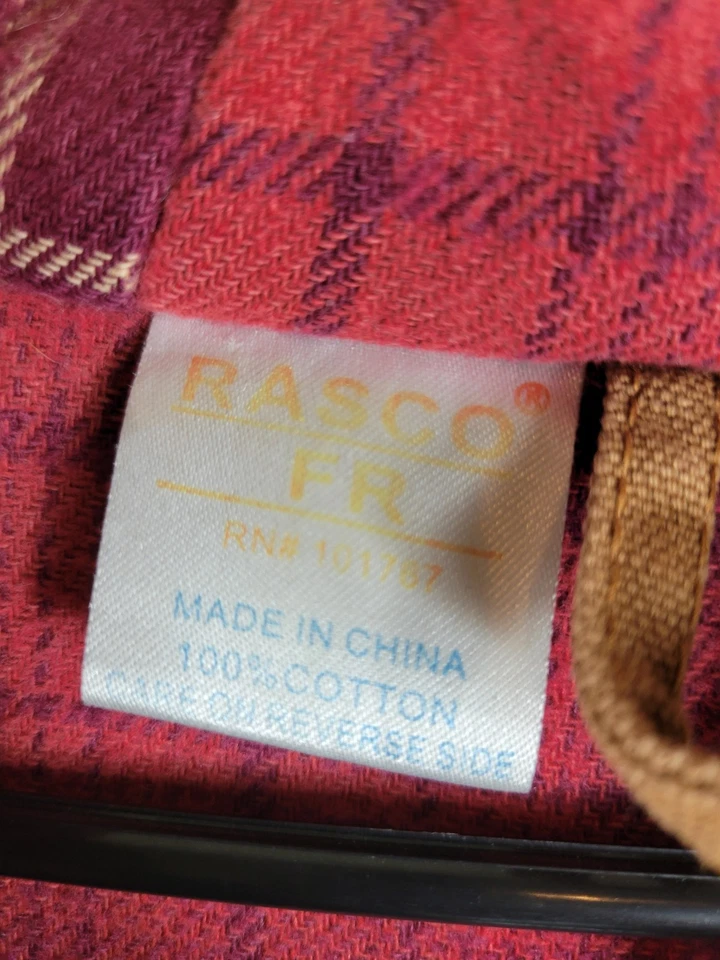 RASCO®
FR
RN# 101767
MADE IN CHINA
100% COTTON
CARE ON REVERSE SIDE